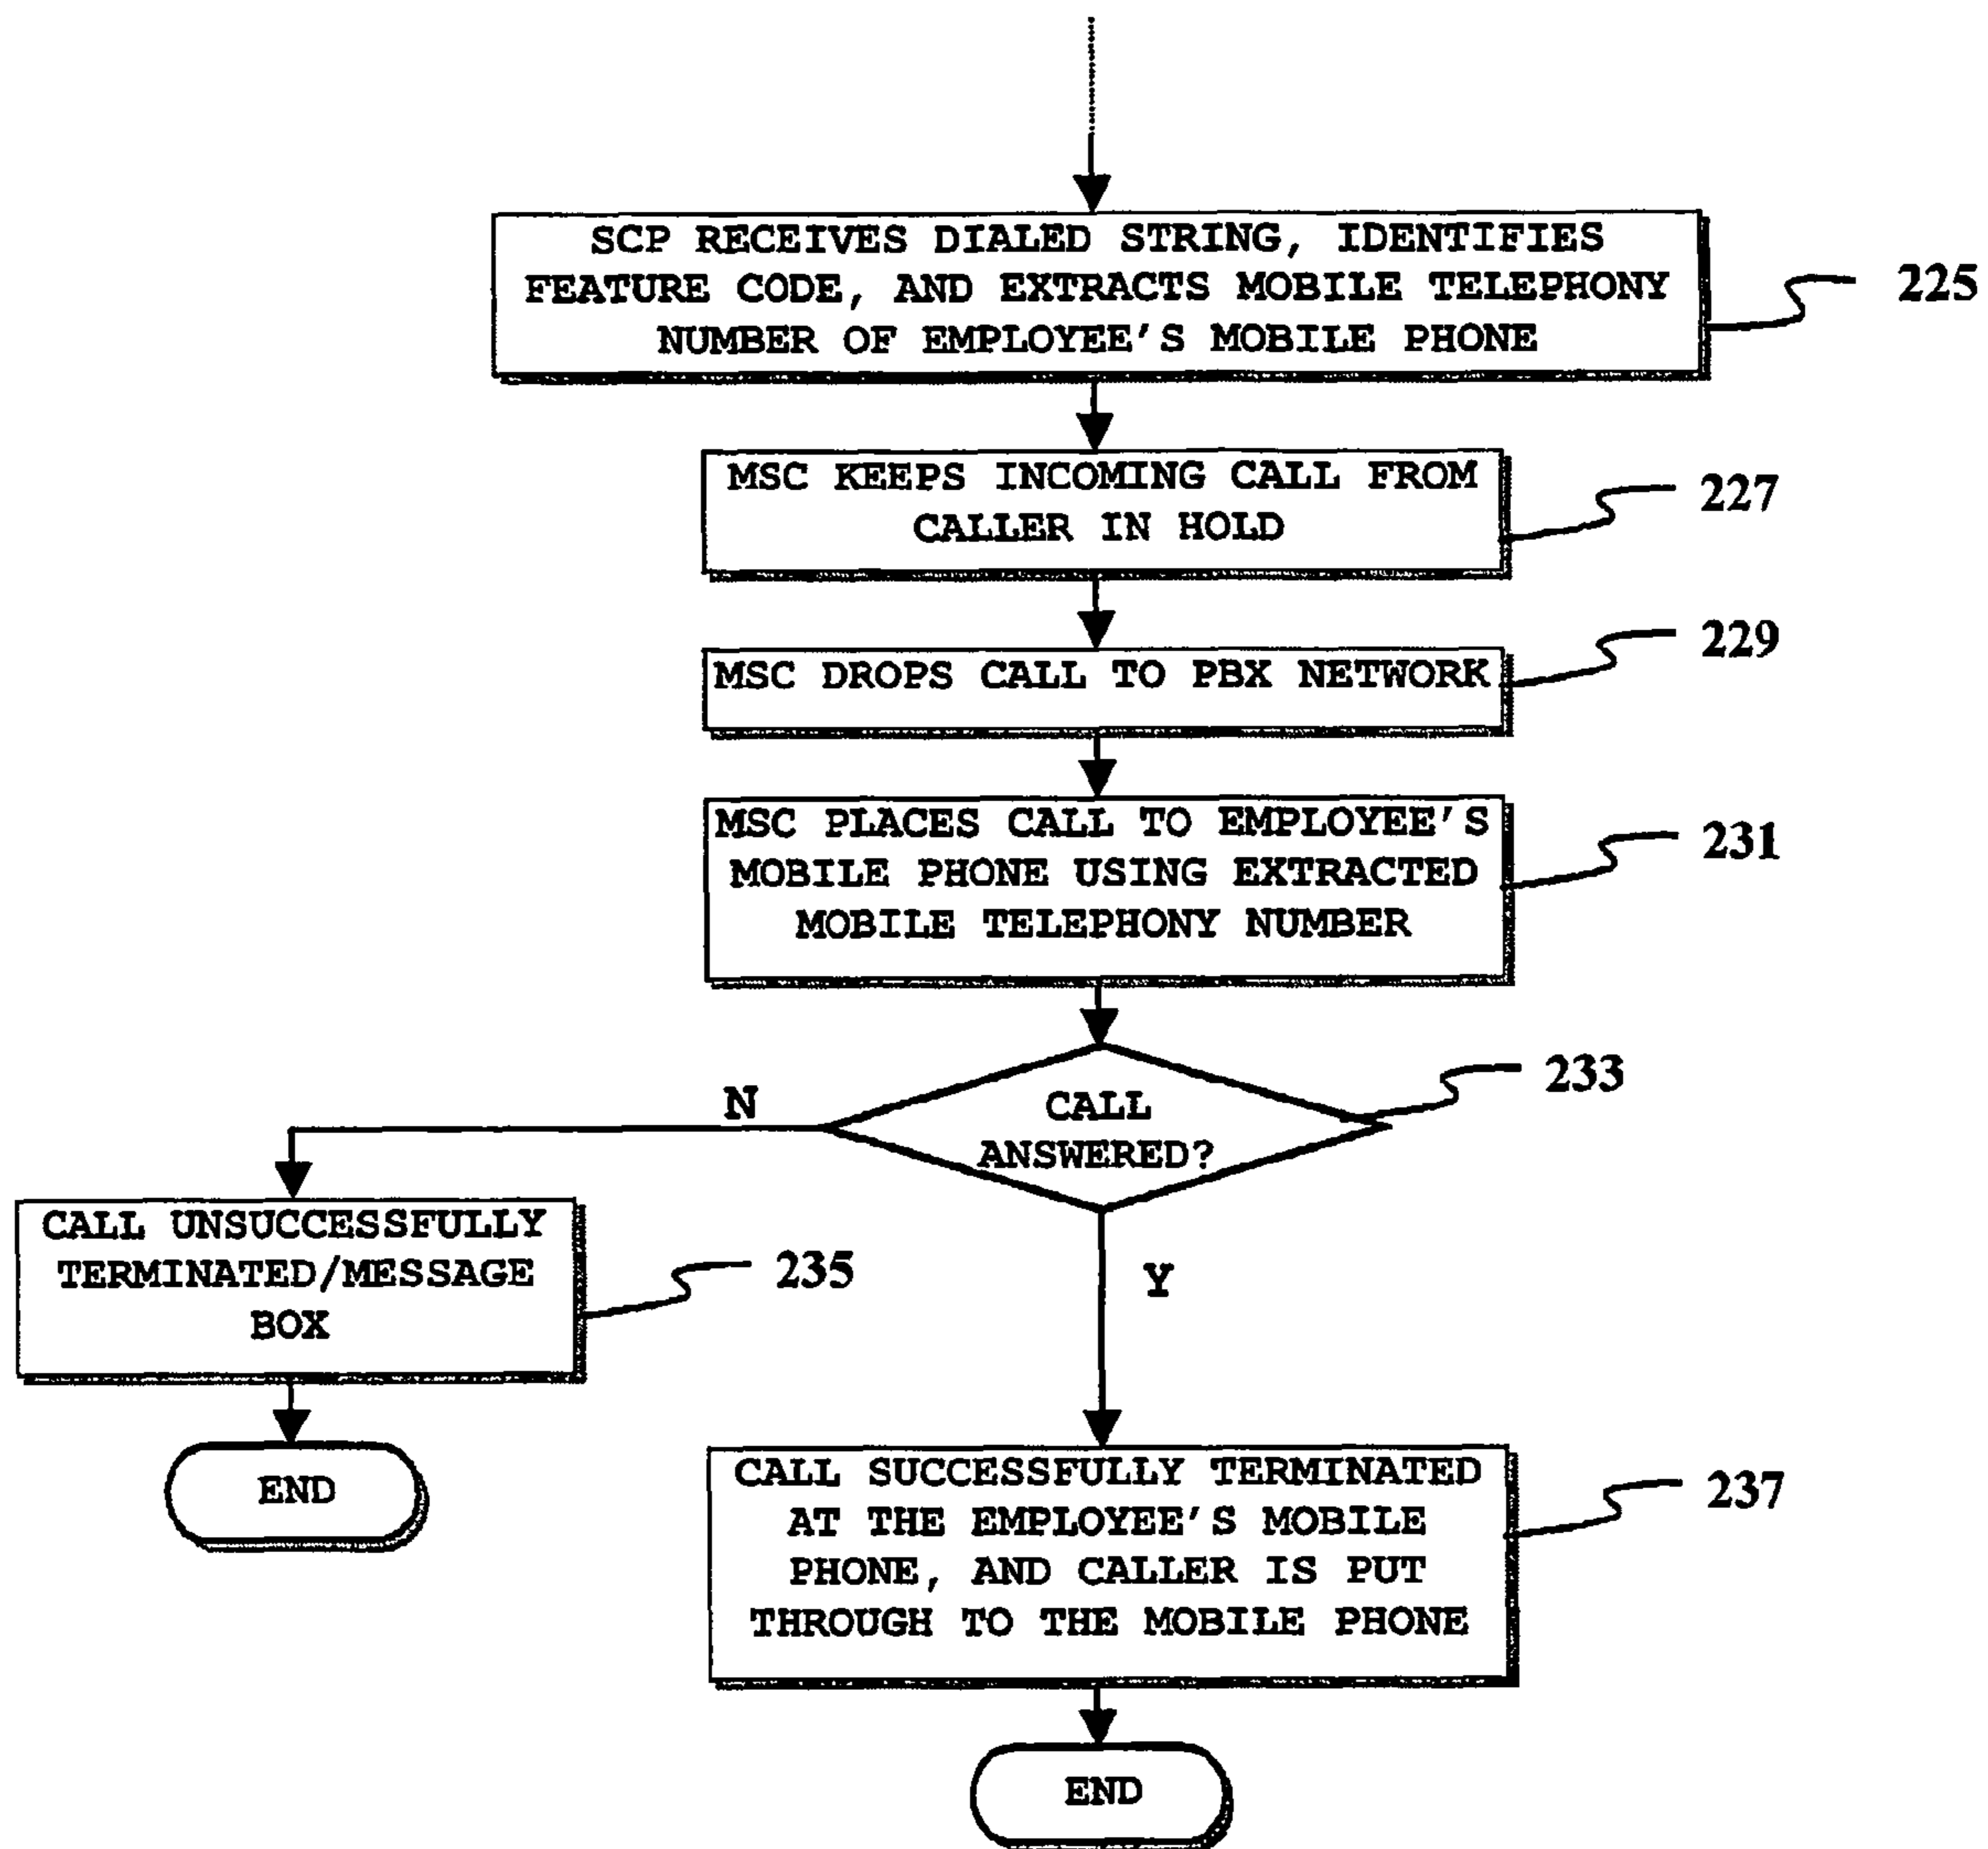 SCP RECEIVES DIALED STRING, IDENTIFIES
FEATURE CODE, AND EXTRACTS MOBILE TELEPHONY
NUMBER OF EMPLOYEE'S MOBILE PHONE
225
MSC KEEPS INCOMING CALL FROM
CALLER IN HOLD
227
MSC DROPS CALL TO PBX NETWORK
229
MSC PLACES CALL TO EMPLOYEE'S
MOBILE PHONE USING EXTRACTED
MOBILE TELEPHONY NUMBER
231
CALL
ANSWERED?
233
N
Y
CALL UNSUCCESSFULLY
TERMINATED/MESSAGE
BOX
235
END
CALL SUCCESSFULLY TERMINATED
AT THE EMPLOYEE'S MOBILE
PHONE, AND CALLER IS PUT
THROUGH TO THE MOBILE PHONE
237
END